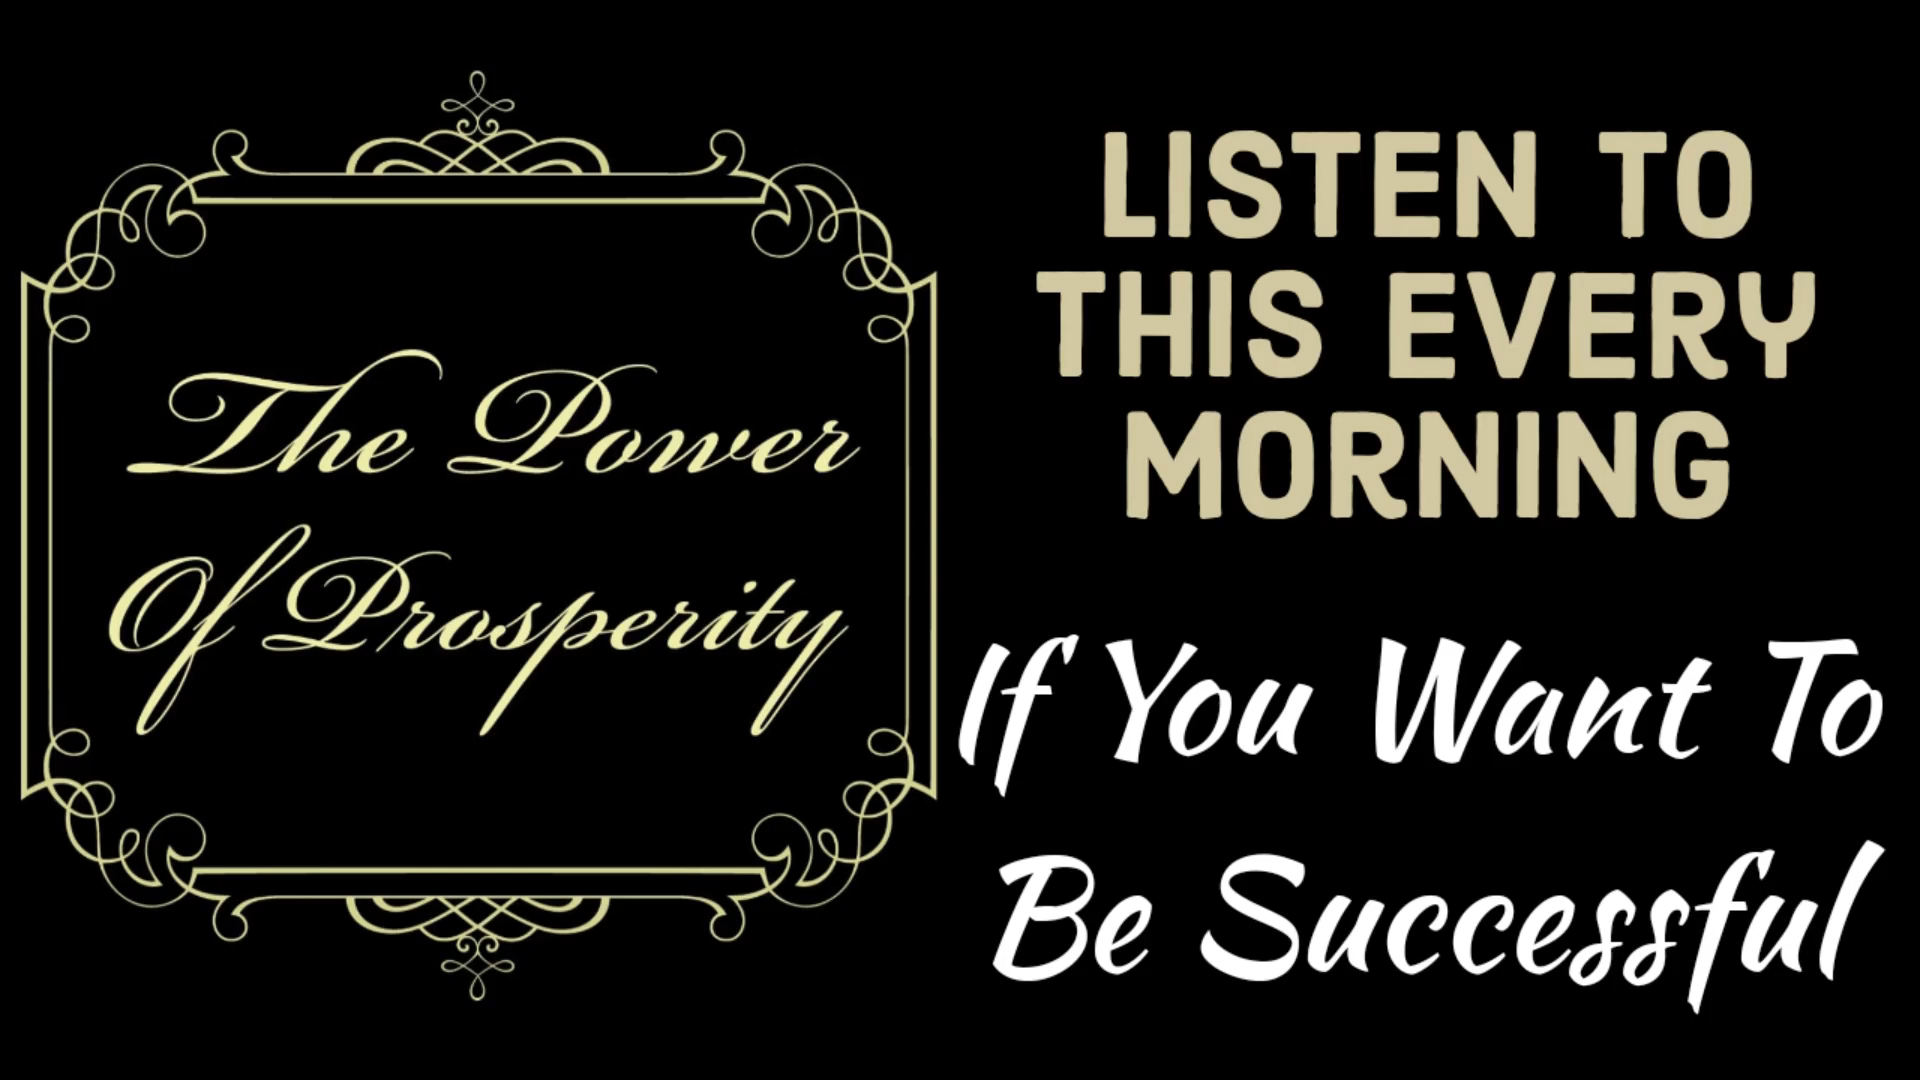 The Power
Of Prosperity
LISTEN TO
THIS EVERY
MORNING
If You Want To
Be Successful